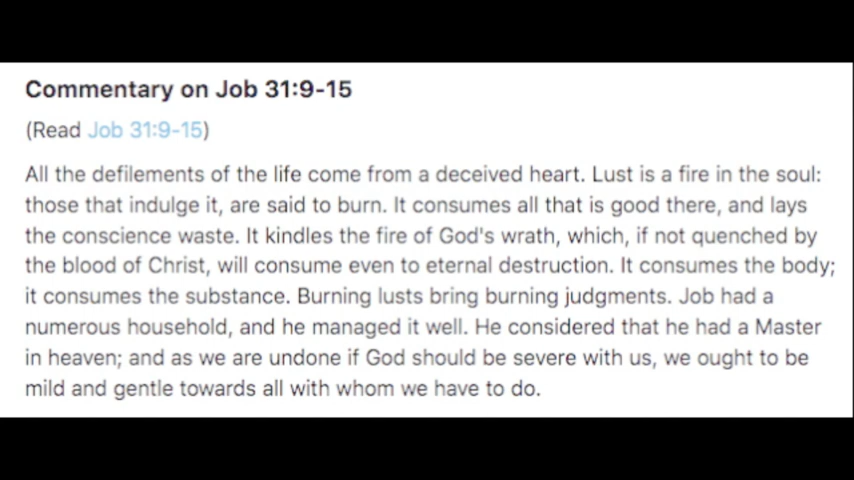 Commentary on Job 31:9-15
(Read Job 31:9-15)
All the defilements of the life come from a deceived heart. Lust is a fire in the soul:
those that indulge it, are said to burn. It consumes all that is good there, and lays
the conscience waste. It kindles the fire of God's wrath, which, if not quenched by
the blood of Christ, will consume even to eternal destruction. It consumes the body;
it consumes the substance. Burning lusts bring burning judgments. Job had a
numerous household, and he managed it well. He considered that he had a Master
in heaven; and as we are undone if God should be severe with us, we ought to be
mild and gentle towards all with whom we have to do.